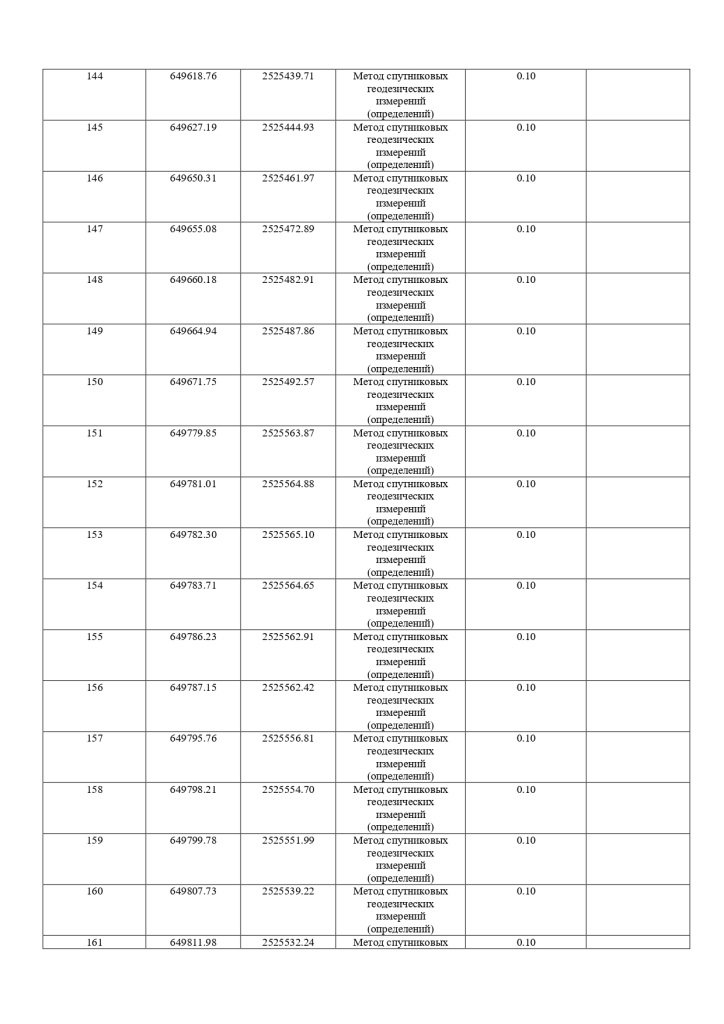 144 649618.76 2525439.71 Метод спутниковых 0.10
геодезических
измерений
(определений)
145 649627.19 2525444.93 Метод спутниковых 0.10
геодезических
измерений
(определений)
146 649650.31 2525461.97 Метод спутниковых 0.10
геодезических
измерений
(определений)
147 649655.08 2525472.89 Метод спутниковых 0.10
геодезических
измерений
(определений)
148 649660.18 2525482.91 Метод спутниковых 0.10
геодезических
измерений
(определений)
149 649664.94 2525487.86 Метод спутниковых 0.10
геодезических
измерений
(определений)
150 649671.75 2525492.57 Метод спутниковых 0.10
геодезических
измерений
(определений)
151 649779.85 2525563.87 Метод спутниковых 0.10
геодезических
измерений
(определений)
152 649781.01 2525564.88 Метод спутниковых 0.10
геодезических
измерений
(определений)
153 649782.30 2525565.10 Метод спутниковых 0.10
геодезических
измерений
(определений)
154 649783.71 2525564.65 Метод спутниковых 0.10
геодезических
измерений
(определений)
155 649786.23 2525562.91 Метод спутниковых 0.10
геодезических
измерений
(определений)
156 649787.15 2525562.42 Метод спутниковых 0.10
геодезических
измерений
(определений)
157 649795.76 2525556.81 Метод спутниковых 0.10
геодезических
измерений
(определений)
158 649798.21 2525554.70 Метод спутниковых 0.10
геодезических
измерений
(определений)
159 649799.78 2525551.99 Метод спутниковых 0.10
геодезических
измерений
(определений)
160 649807.73 2525539.22 Метод спутниковых 0.10
геодезических
измерений
(определений)
161 649811.98 2525532.24 Метод спутниковых 0.10